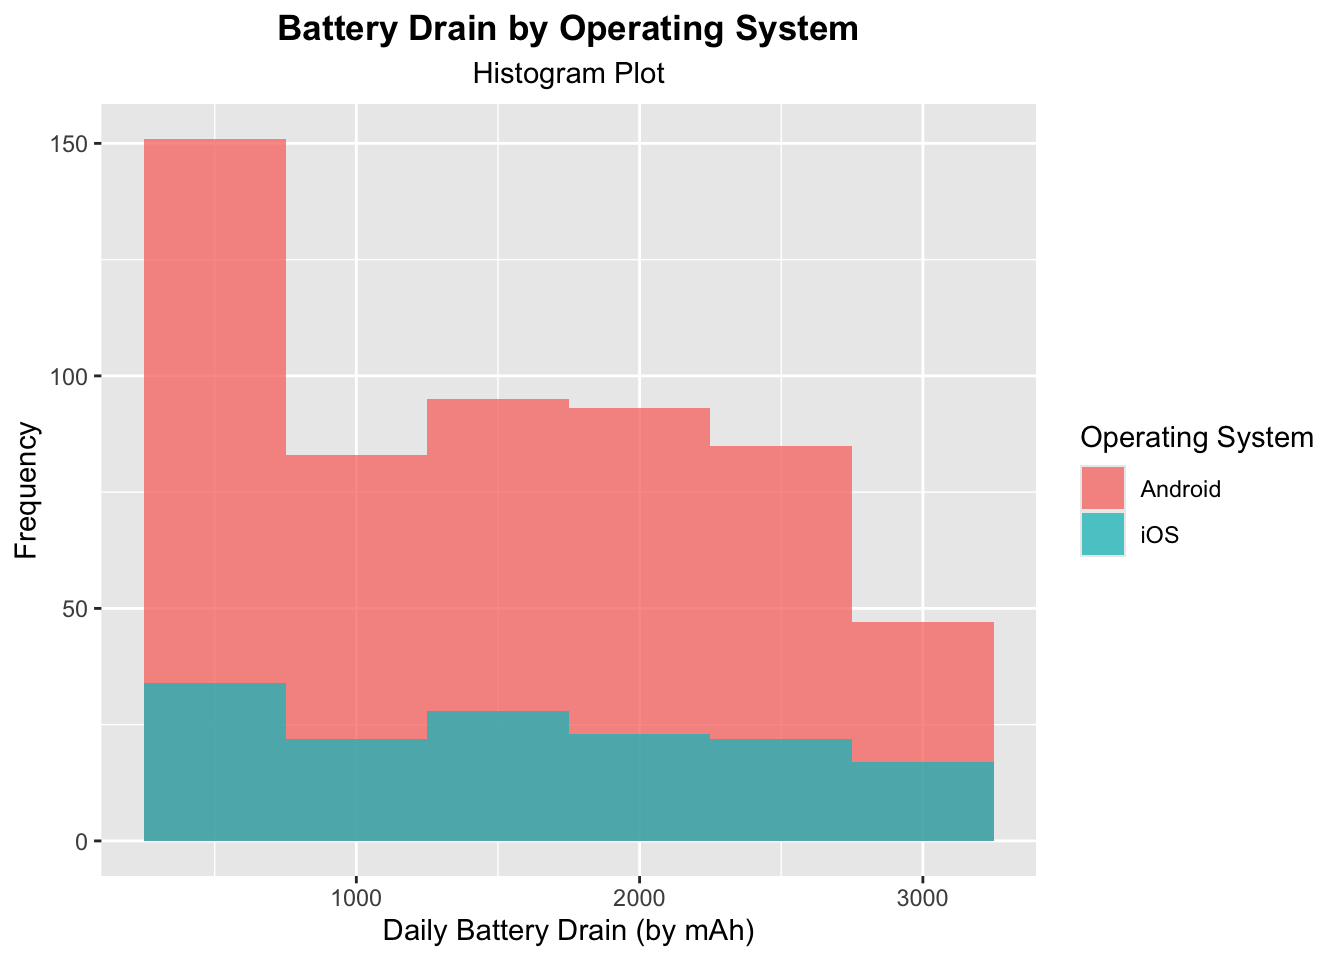 Battery Drain by Operating System
Histogram Plot
150
100
50
0
Frequency
1000 2000 3000
Daily Battery Drain (by mAh)
Operating System
Android
iOS